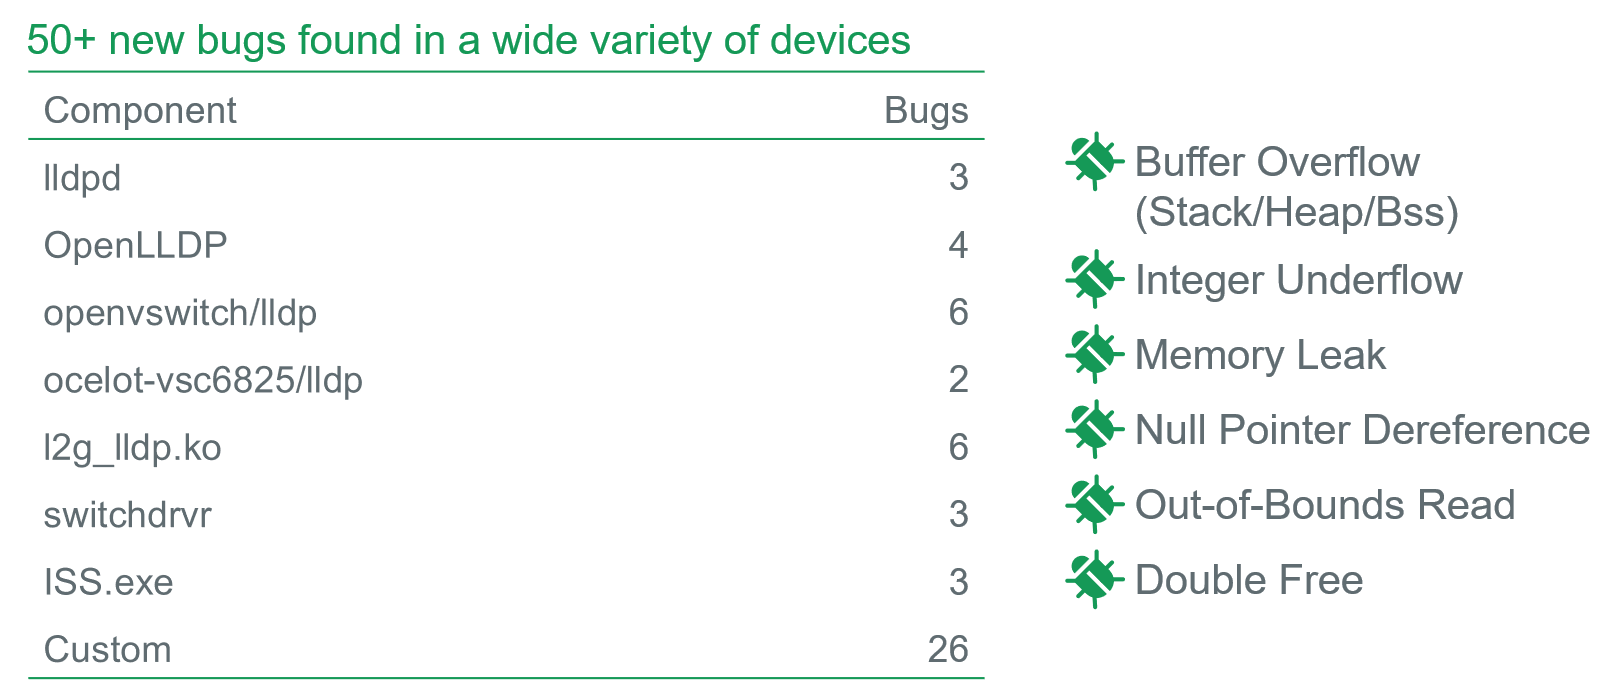 50+ new bugs found in a wide variety of devices
Component Bugs
lldpd 3
OpenLLDP 4
openvswitch/lldp 6
ocelot-vsc6825/lldp 2
l2g_lldp.ko 6
switchdrvr 3
ISS.exe 3
Custom 26
Buffer Overflow
(Stack/Heap/Bss)
Integer Underflow
Memory Leak
Null Pointer Dereference
Out-of-Bounds Read
Double Free